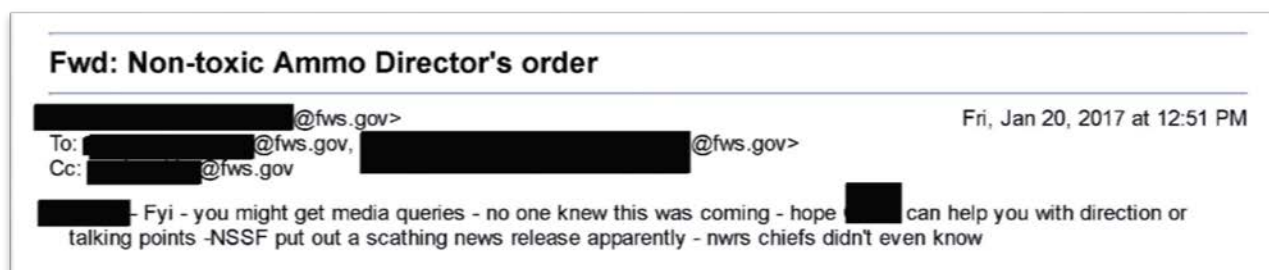 Fwd: Non-toxic Ammo Director's order
@fws.gov> Fri, Jan 20, 2017 at 12:51 PM
To: @fws.gov, @fws.gov>
Cc: @fws.gov
- Fyi - you might get media queries - no one knew this was coming - hope can help you with direction or
talking points -NSSF put out a scathing news release apparently - nwrs chiefs didn't even know